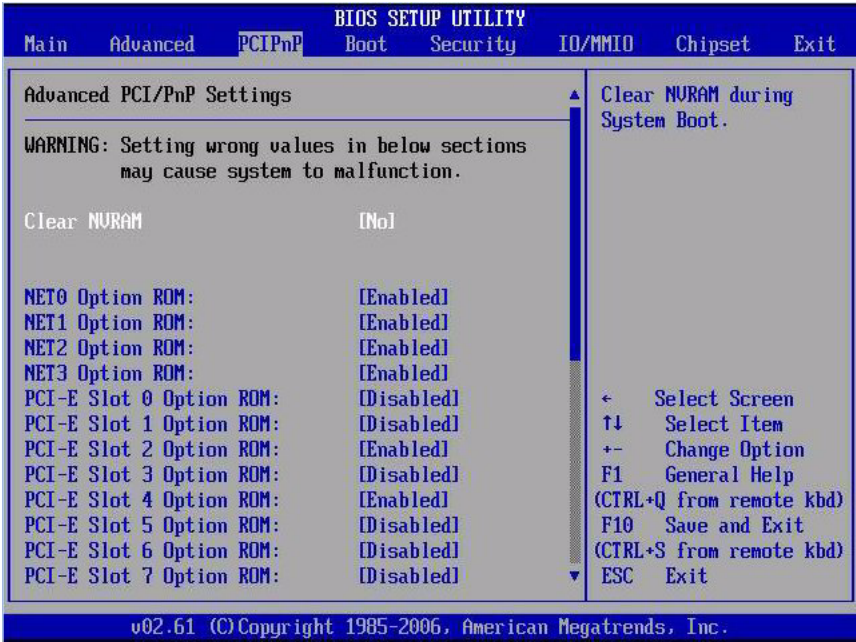 BIOS SETUP UTILITY
Main Advanced PCIPnP Boot Security IO/MMIO Chipset Exit
Advanced PCI/PnP Settings
WARNING: Setting wrong values in below sections
may cause system to malfunction.
Clear NVRAM [No]
NET0 Option ROM: [Enabled]
NET1 Option ROM: [Enabled]
NET2 Option ROM: [Enabled]
NET3 Option ROM: [Enabled]
PCI-E Slot 0 Option ROM: [Disabled]
PCI-E Slot 1 Option ROM: [Disabled]
PCI-E Slot 2 Option ROM: [Enabled]
PCI-E Slot 3 Option ROM: [Disabled]
PCI-E Slot 4 Option ROM: [Enabled]
PCI-E Slot 5 Option ROM: [Disabled]
PCI-E Slot 6 Option ROM: [Disabled]
PCI-E Slot 7 Option ROM: [Disabled]
Clear NVRAM during
System Boot.
← Select Screen
↑↓ Select Item
+- Change Option
F1 General Help
(CTRL+Q from remote kbd)
F10 Save and Exit
(CTRL+S from remote kbd)
ESC Exit
v02.61 (C)Copyright 1985-2006, American Megatrends, Inc.